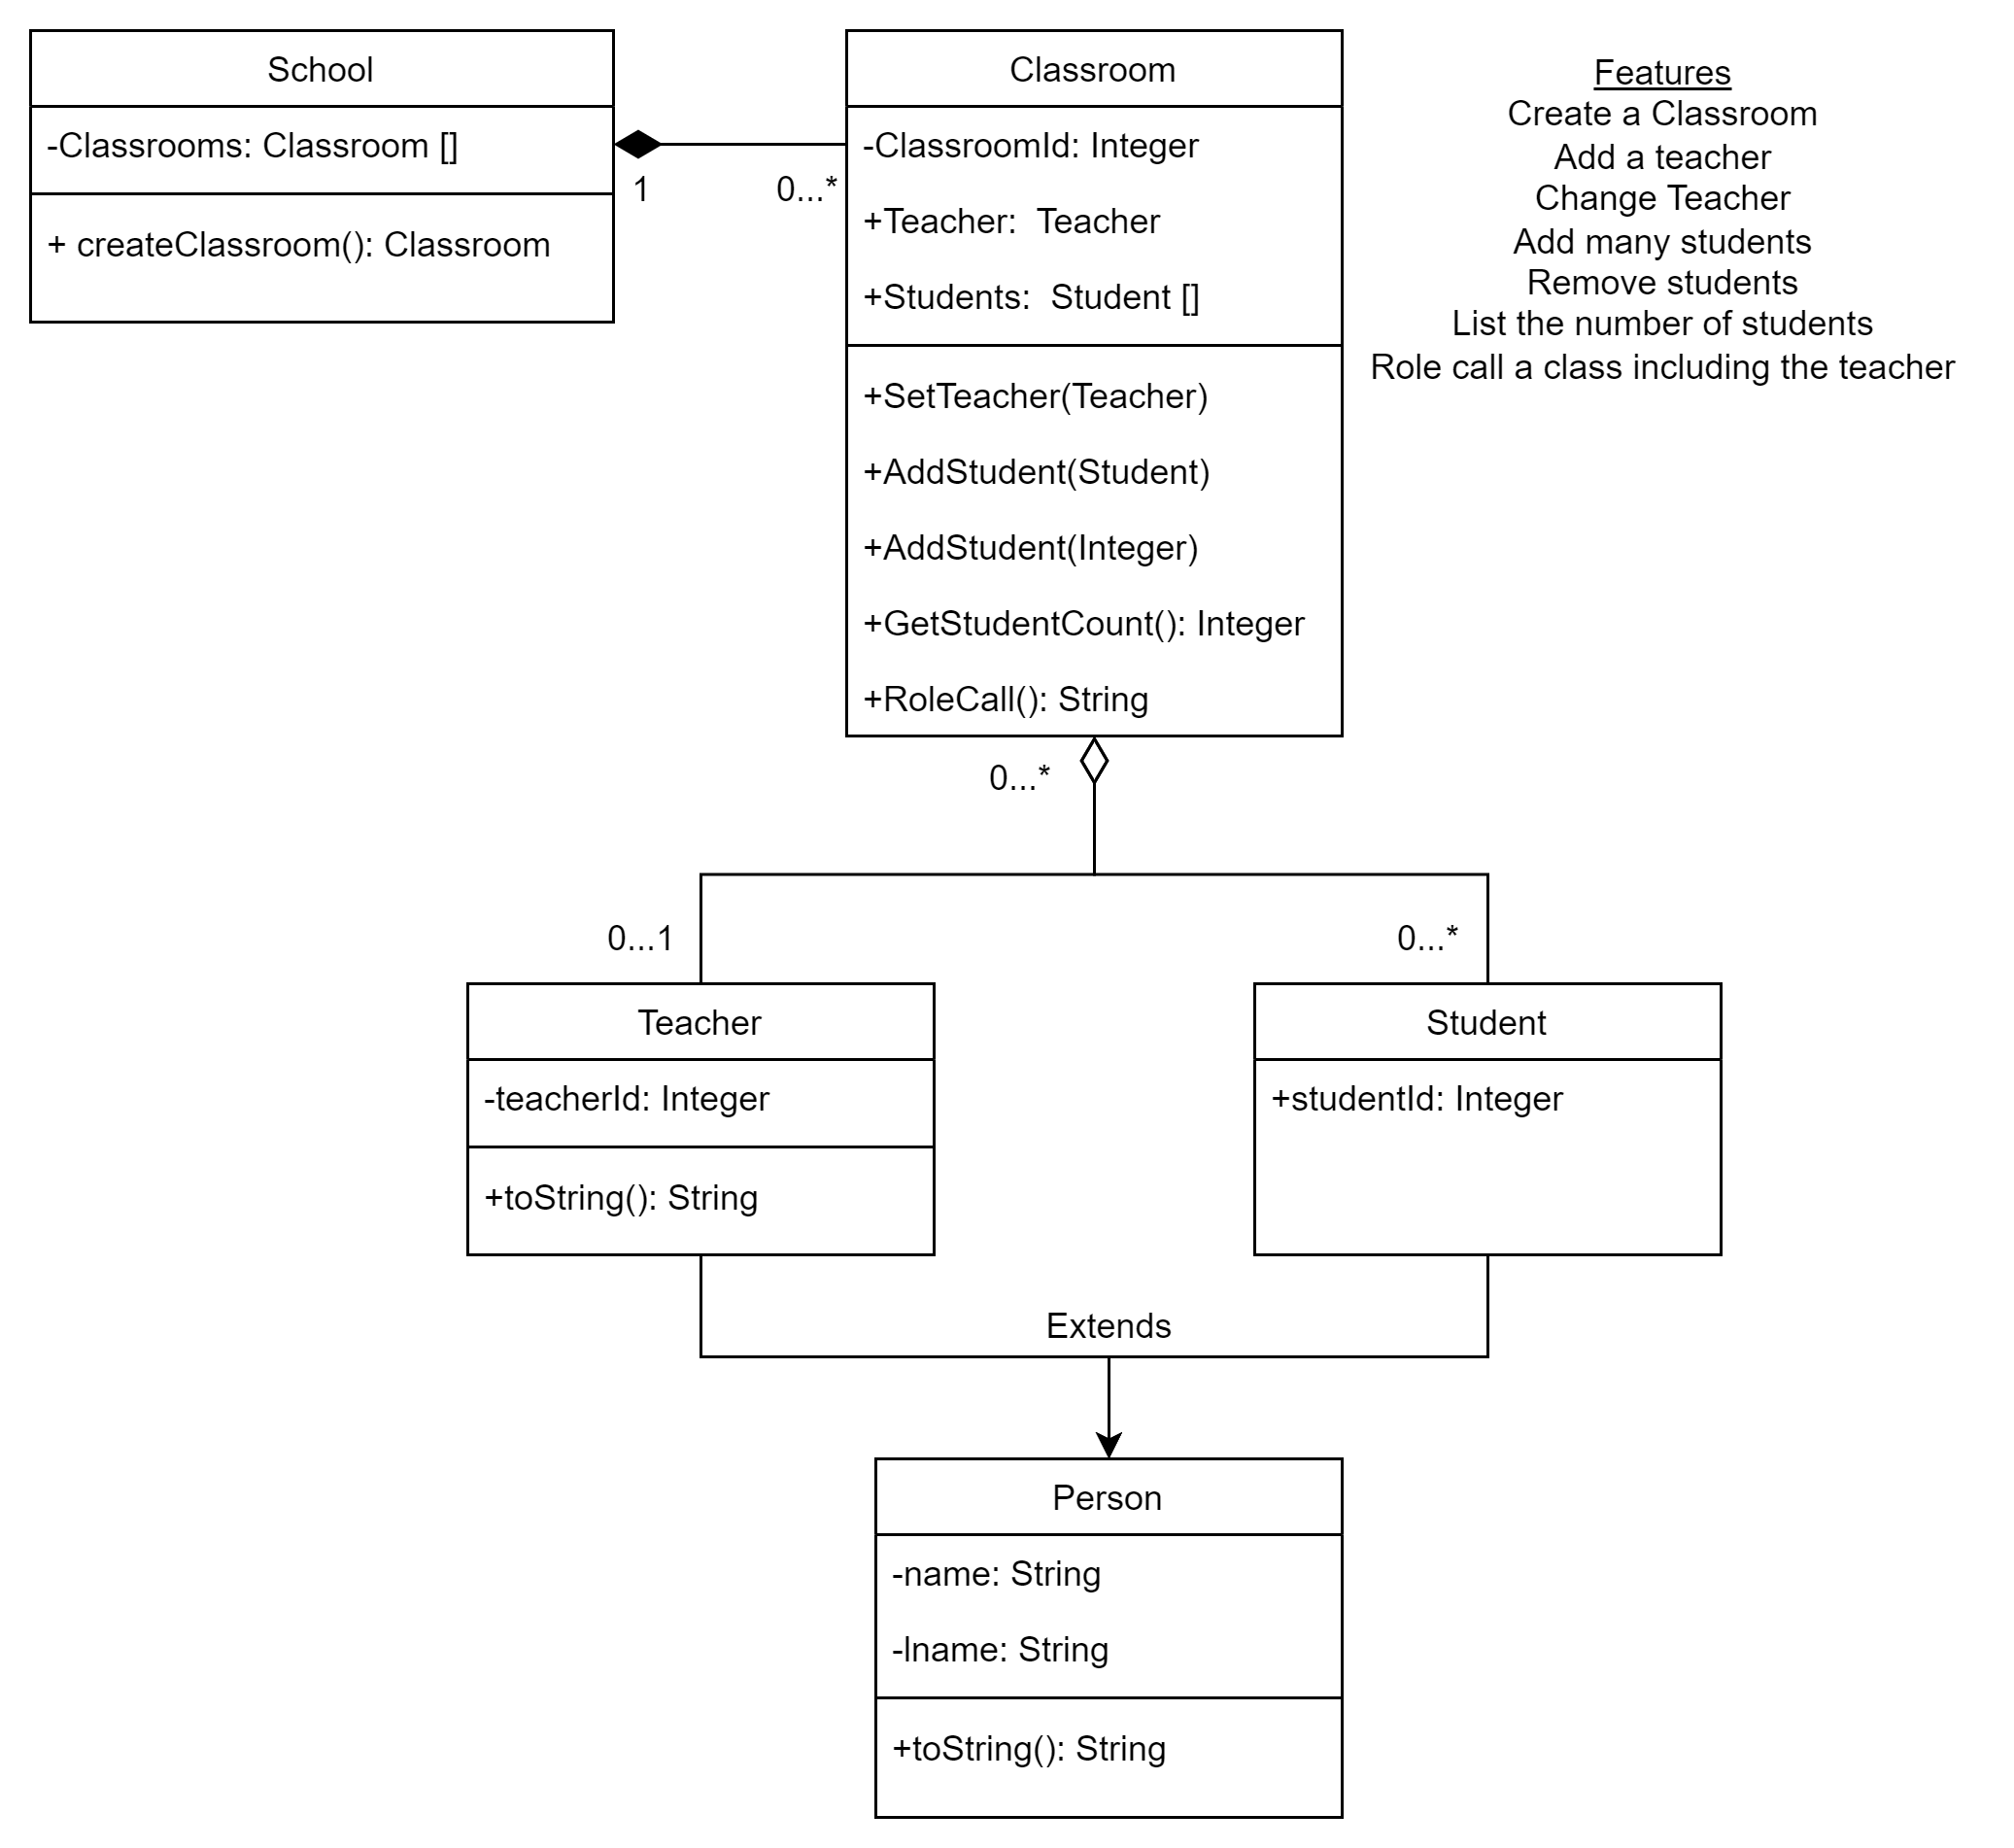 School
-Classrooms: Classroom []
+ createClassroom(): Classroom
1
0...*
Classroom
-ClassroomId: Integer
+Teacher:  Teacher
+Students:  Student []
+SetTeacher(Teacher)
+AddStudent(Student)
+AddStudent(Integer)
+GetStudentCount(): Integer
+RoleCall(): String
Features
Create a Classroom
Add a teacher
Change Teacher
Add many students
Remove students
List the number of students
Role call a class including the teacher
0...*
0...1
0...*
Teacher
-teacherId: Integer
+toString(): String
Student
+studentId: Integer
Extends
Person
-name: String
-lname: String
+toString(): String